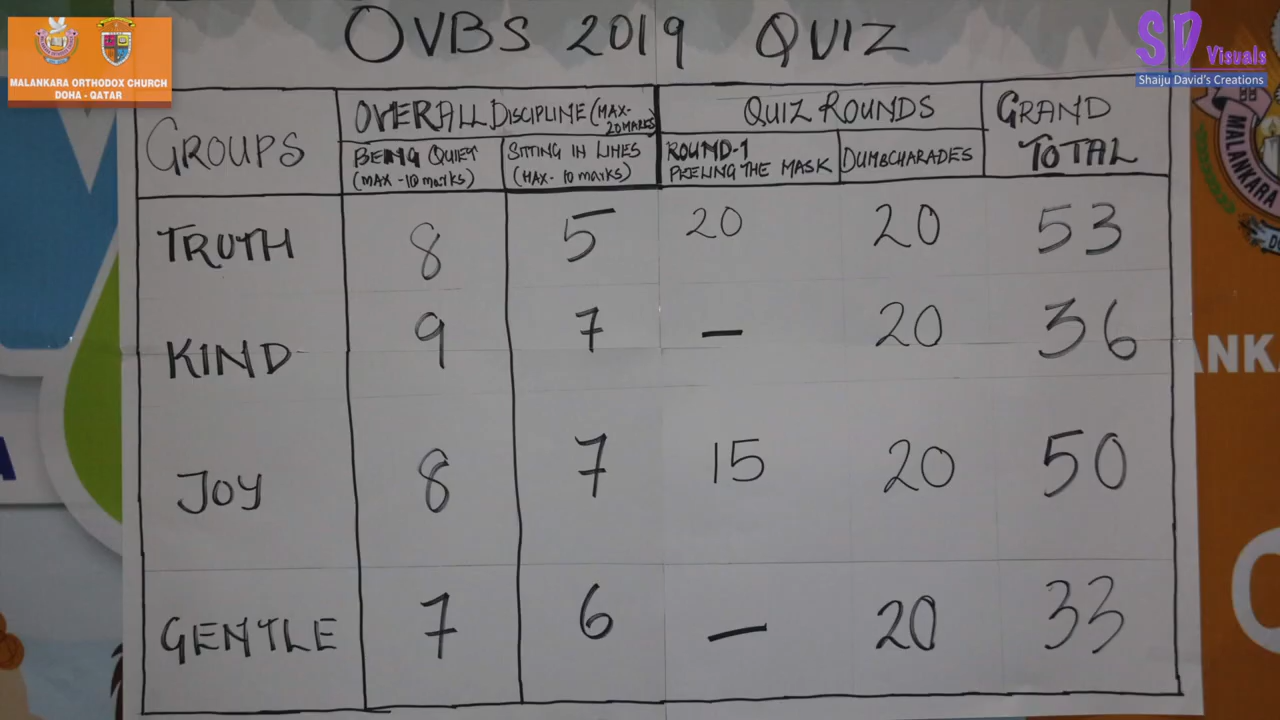 OVBS 2019 QUIZ
MALANKARA ORTHODOX CHURCH
DOHA - QATAR
SD Visuals
Shaiju David's Creations
GROUPS
OVERALL DISCIPLINE (MAX-
20 MARKS
BEING QUIET
(MAX -10 marks)
SITTING IN LINES
(MAX- 10 marks)
QUIZ ROUNDS
ROUND-1
PEELING THE MASK
DUMBCHARADES
GRAND
TOTAL
TRUTH 8 5 20 20 53
KIND 9 7 — 20 36
JOY 8 7 15 20 50
GENTLE 7 6 — 20 33
MALANKARA
ANK